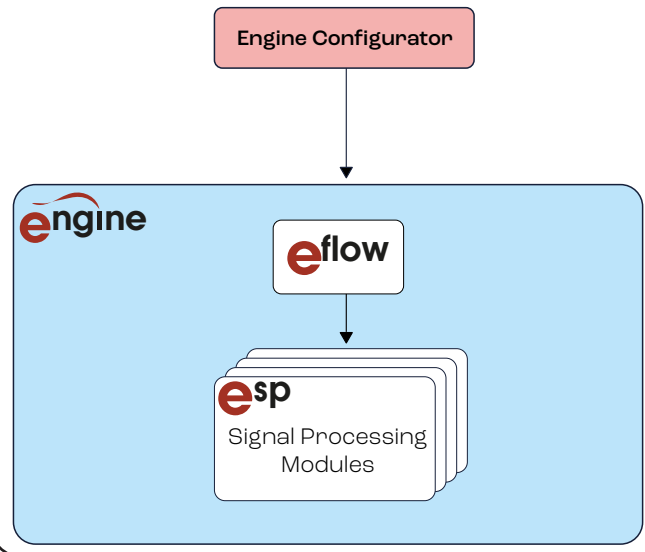 Engine Configurator
engine
eflow
esp
Signal Processing
Modules